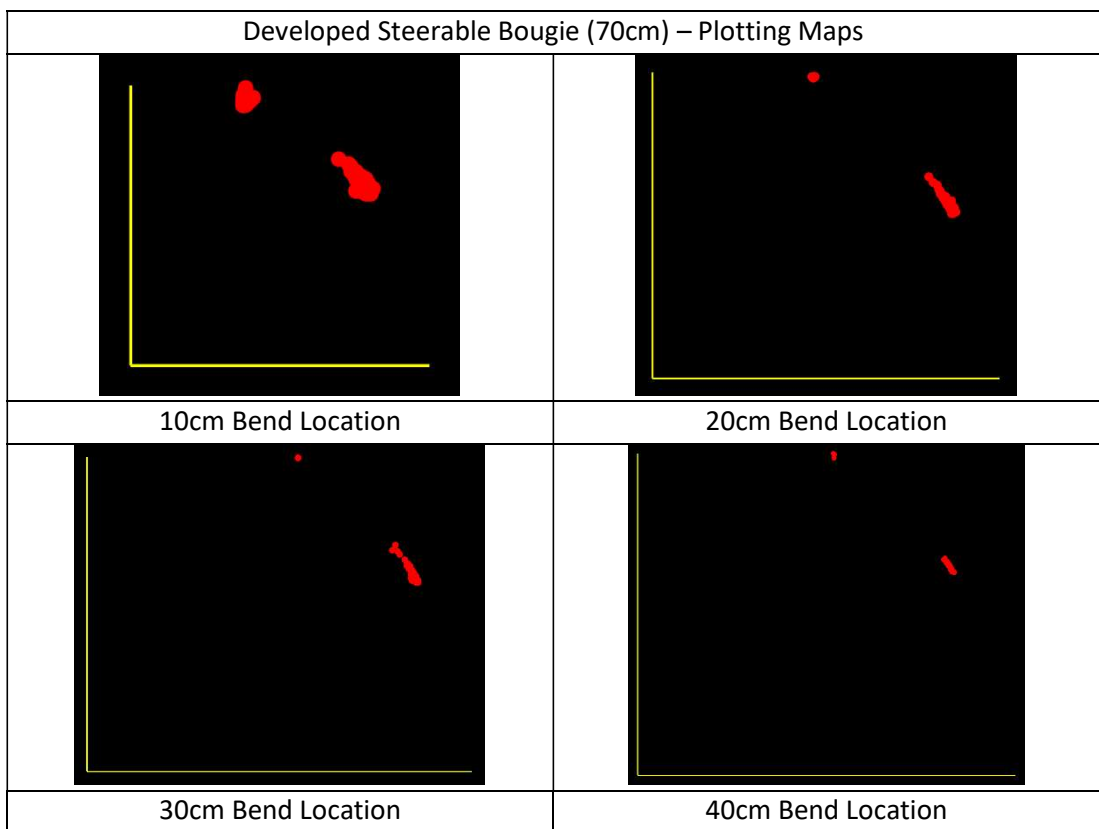 Developed Steerable Bougie (70cm) – Plotting Maps
10cm Bend Location
20cm Bend Location
30cm Bend Location
40cm Bend Location